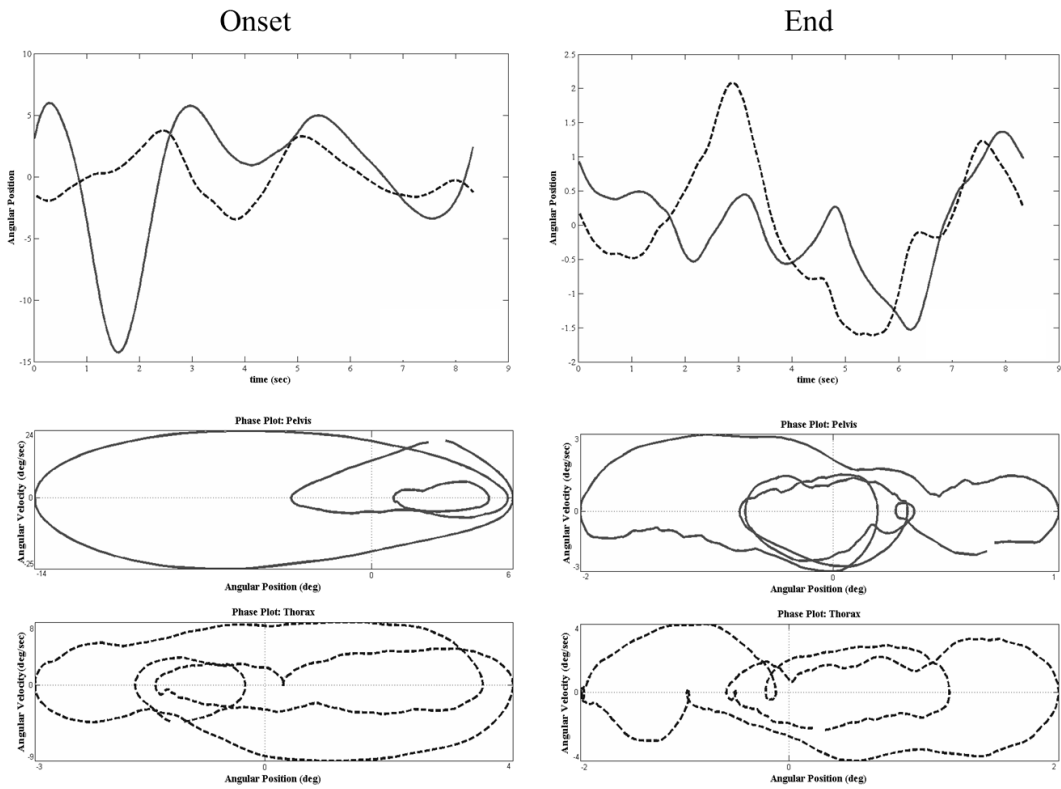 Onset
End
10
5
0
-5
-10
-15
Angular Position
0 1 2 3 4 5 6 7 8 9
time (sec)
2.5
2
1.5
1
0.5
0
-0.5
-1
-1.5
-2
Angular Position
0 1 2 3 4 5 6 7 8 9
time (sec)
Phase Plot: Pelvis
24
0
-25
Angular Velocity (deg/sec)
-14 0 6
Angular Position (deg)
Phase Plot: Pelvis
3
0
-3
Angular Velocity (deg/sec)
-2 0 1
Angular Position (deg)
Phase Plot: Thorax
8
0
-9
Angular Velocity (deg/sec)
-3 0 4
Angular Position (deg)
Phase Plot: Thorax
4
0
-4
Angular Velocity (deg/sec)
-2 0 2
Angular Position (deg)